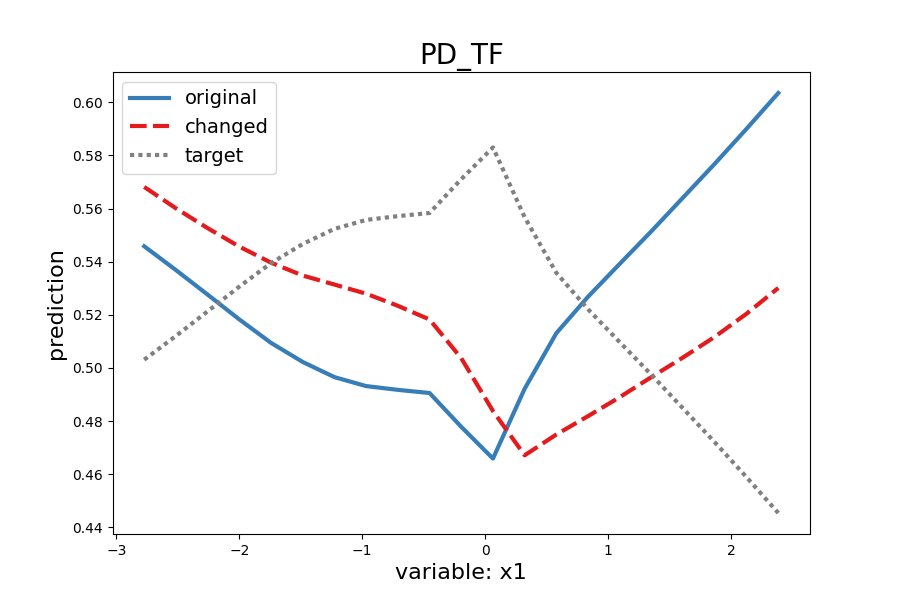 PD_TF
original
changed
target
prediction
0.60
0.58
0.56
0.54
0.52
0.50
0.48
0.46
0.44
−3
−2
−1
0
1
2
variable: x1